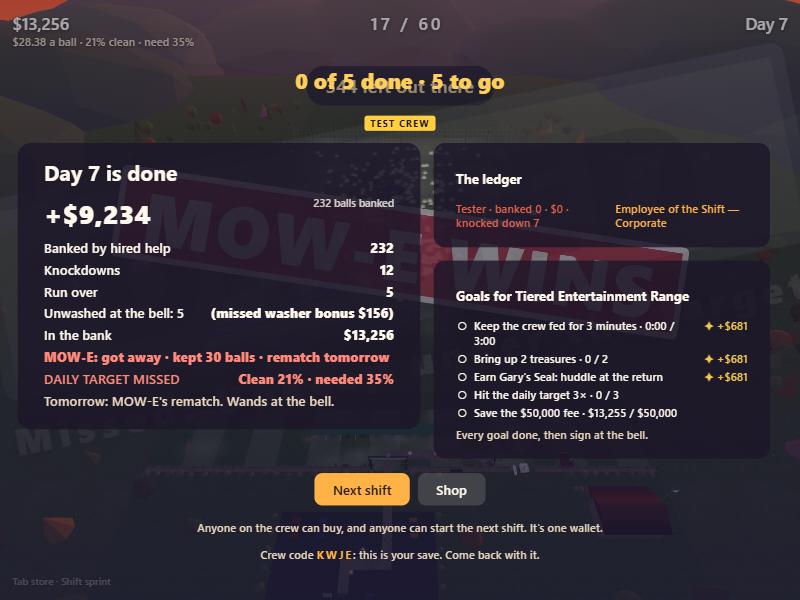 $13,256
17 / 60
Day 7
$28.38 a ball · 21% clean · need 35%
0 of 5 done · 5 to go
344 left out there
TEST CREW
Day 7 is done
+$9,234
232 balls banked
Banked by hired help 232
Knockdowns 12
Run over 5
Unwashed at the bell: 5 (missed washer bonus $156)
In the bank $13,256
MOW-E: got away · kept 30 balls · rematch tomorrow
DAILY TARGET MISSED Clean 21% · needed 35%
Tomorrow: MOW-E's rematch. Wands at the bell.
The ledger
Tester · banked 0 · $0 ·
knocked down 7
Employee of the Shift —
Corporate
MOW-E WINS
Goals for Tiered Entertainment Range
Keep the crew fed for 3 minutes · 0:00 /
3:00
✦ +$681
Bring up 2 treasures · 0 / 2 ✦ +$681
Earn Gary's Seal: huddle at the return ✦ +$681
Hit the daily target 3× · 0 / 3
Save the $50,000 fee · $13,255 / $50,000
Every goal done, then sign at the bell.
Next shift
Shop
Anyone on the crew can buy, and anyone can start the next shift. It's one wallet.
Crew code KWJE: this is your save. Come back with it.
Tab store · Shift sprint